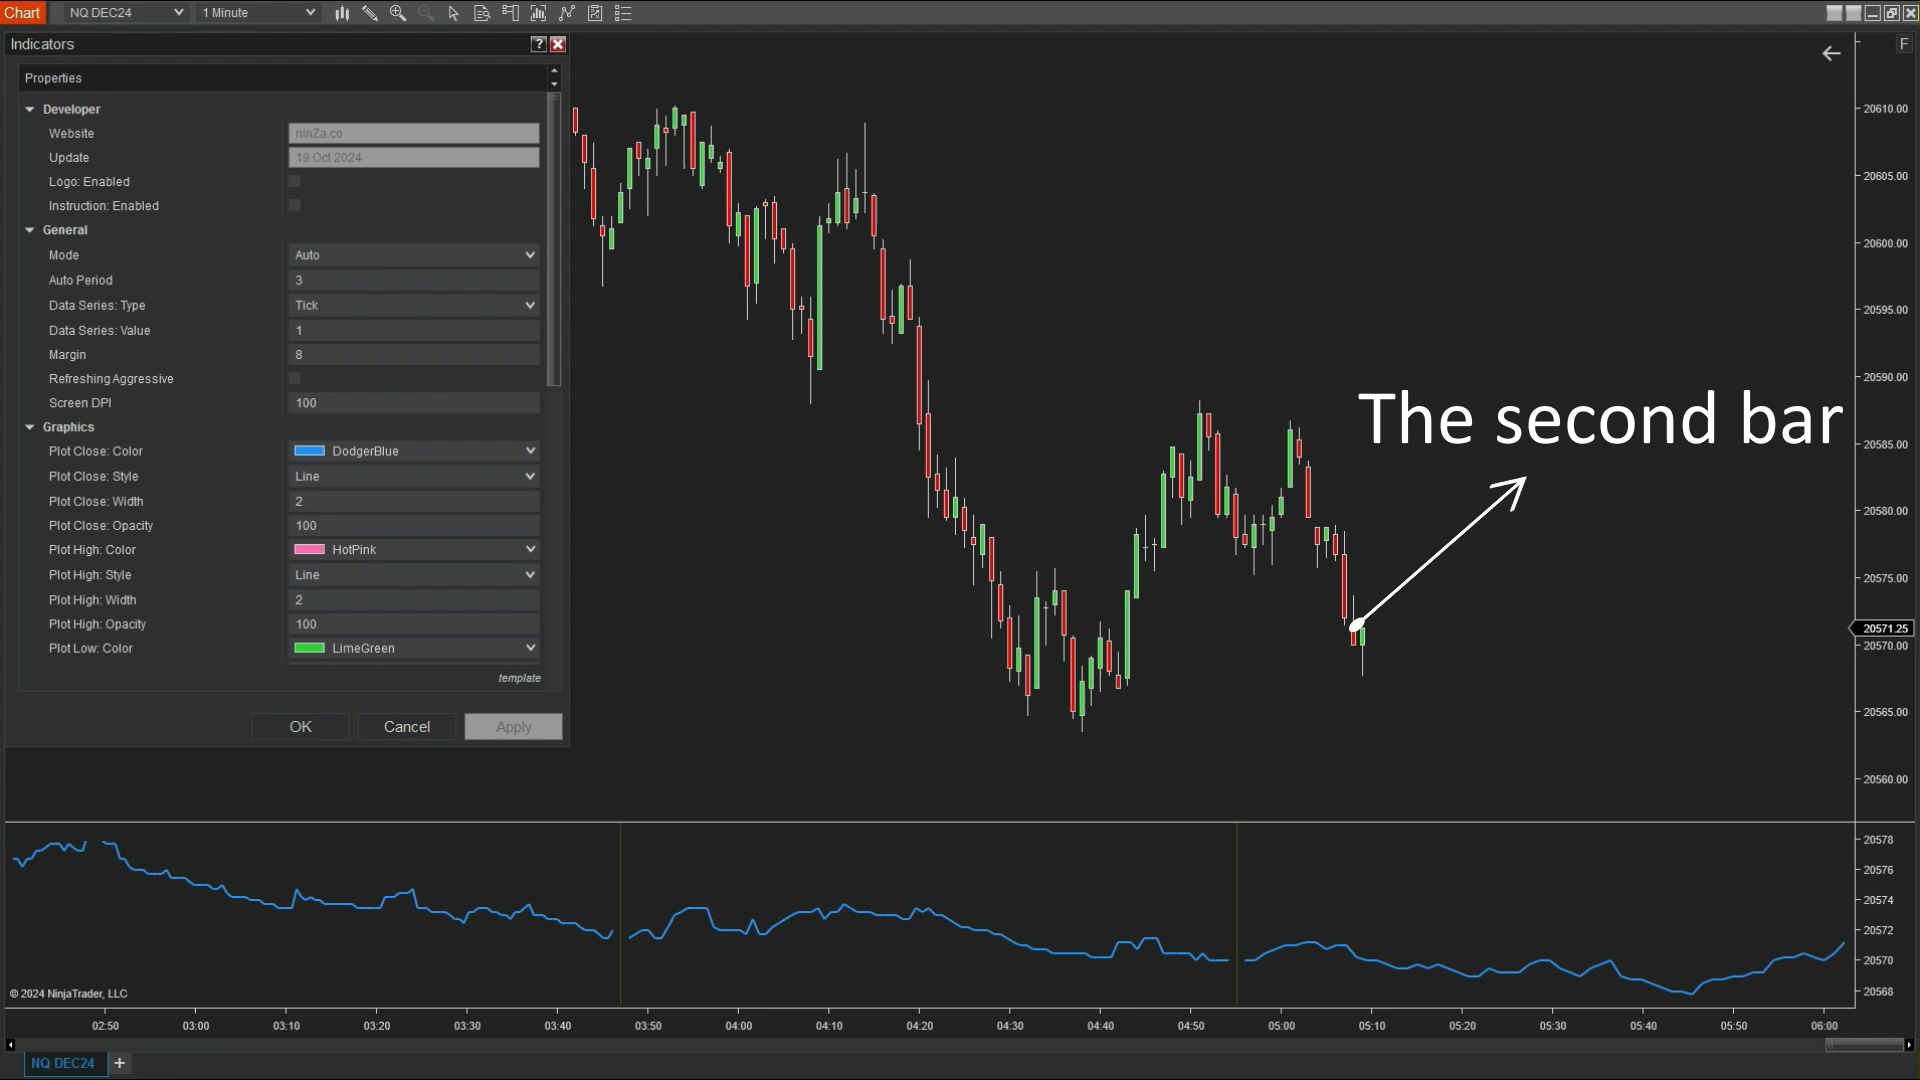 Chart NQ DEC24 1 Minute
Indicators ?
F
Properties
Developer
Website ninZa.co
Update 19 Oct 2024
Logo: Enabled
Instruction: Enabled
General
Mode Auto
Auto Period 3
Data Series: Type Tick
Data Series: Value 1
Margin 8
Refreshing Aggressive
Screen DPI 100
Graphics
Plot Close: Color DodgerBlue
Plot Close: Style Line
Plot Close: Width 2
Plot Close: Opacity 100
Plot High: Color HotPink
Plot High: Style Line
Plot High: Width 2
Plot High: Opacity 100
Plot Low: Color LimeGreen
template
OK Cancel Apply
The second bar
20610.00
20605.00
20600.00
20595.00
20590.00
20585.00
20580.00
20575.00
20571.25
20570.00
20565.00
20560.00
20578
20576
20574
20572
20570
20568
© 2024 NinjaTrader, LLC
02:50 03:00 03:10 03:20 03:30 03:40 03:50 04:00 04:10 04:20 04:30 04:40 04:50 05:00 05:10 05:20 05:30 05:40 05:50 06:00
NQ DEC24 +